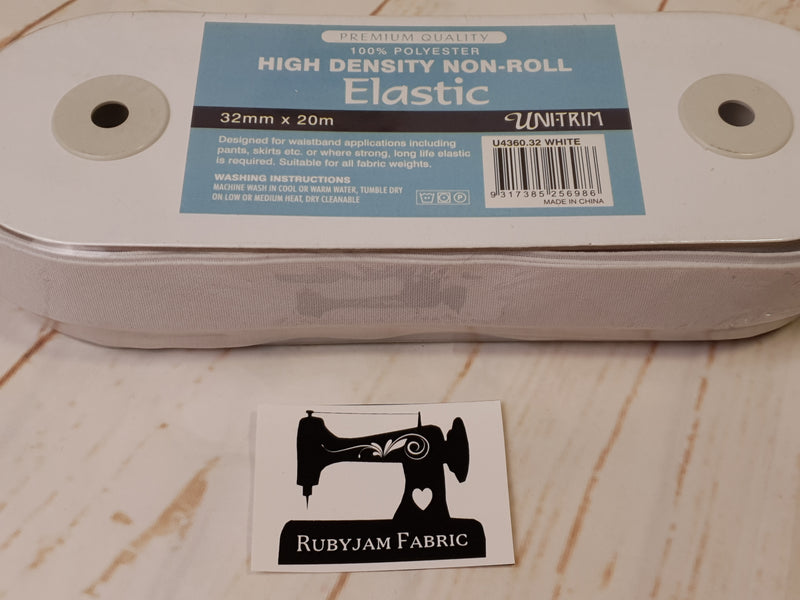 PREMIUM QUALITY
100% POLYESTER
HIGH DENSITY NON-ROLL
Elastic
32mm x 20m
UNI-TRIM
Designed for waistband applications including
pants, skirts etc. or where strong, long life elastic
is required. Suitable for all fabric weights.
WASHING INSTRUCTIONS
MACHINE WASH IN COOL OR WARM WATER, TUMBLE DRY
ON LOW OR MEDIUM HEAT, DRY CLEANABLE
P
U4360.32 WHITE
9 317385 256986
MADE IN CHINA
RUBYJAM FABRIC